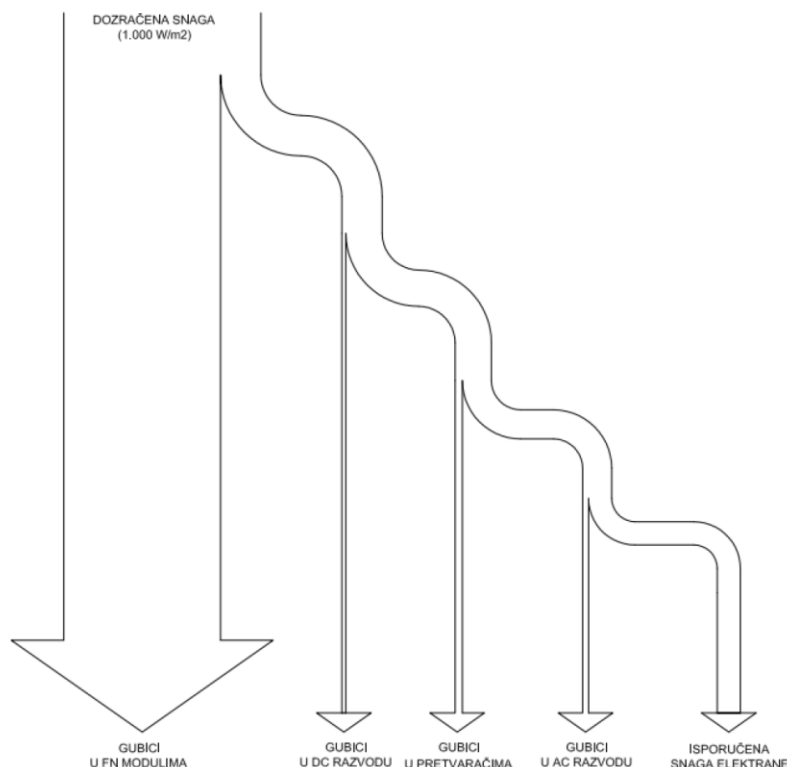 DOZRAČENA SNAGA
(1.000 W/m2)
GUBICI
U FN MODULIMA
GUBICI
U DC RAZVODU
GUBICI
U PRETVARAČIMA
GUBICI
U AC RAZVODU
ISPORUČENA
SNAGA ELEKTRANE